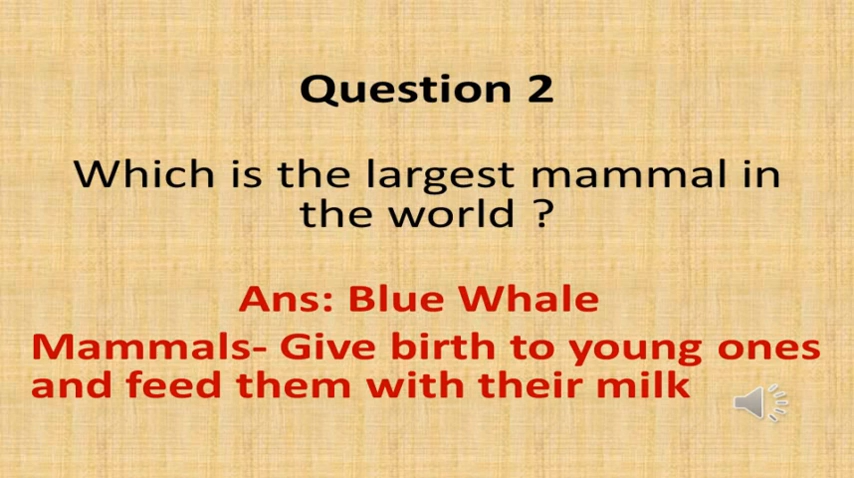 Question 2
Which is the largest mammal in
the world ?
Ans: Blue Whale
Mammals- Give birth to young ones
and feed them with their milk